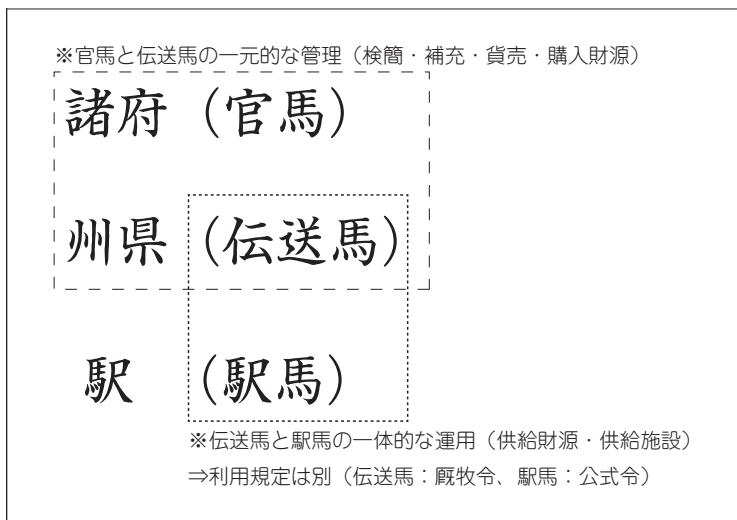 ※官馬と伝送馬の一元的な管理（検簡・補充・貨売・購入財源）
諸府（官馬）
州県（伝送馬）
駅（駅馬）
※伝送馬と駅馬の一体的な運用（供給財源・供給施設）
⇒利用規定は別（伝送馬：厩牧令、駅馬：公式令）